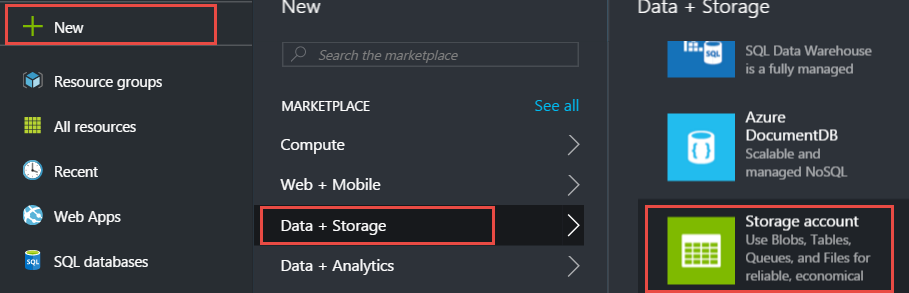 New
Resource groups
All resources
Recent
Web Apps
SQL databases
New
Search the marketplace
MARKETPLACE
See all
Compute
Web + Mobile
Data + Storage
Data + Analytics
Data + Storage
SQL
SQL Data Warehouse
is a fully managed
Azure
DocumentDB
Scalable and
managed NoSQL
Storage account
Use Blobs, Tables,
Queues, and Files for
reliable, economical